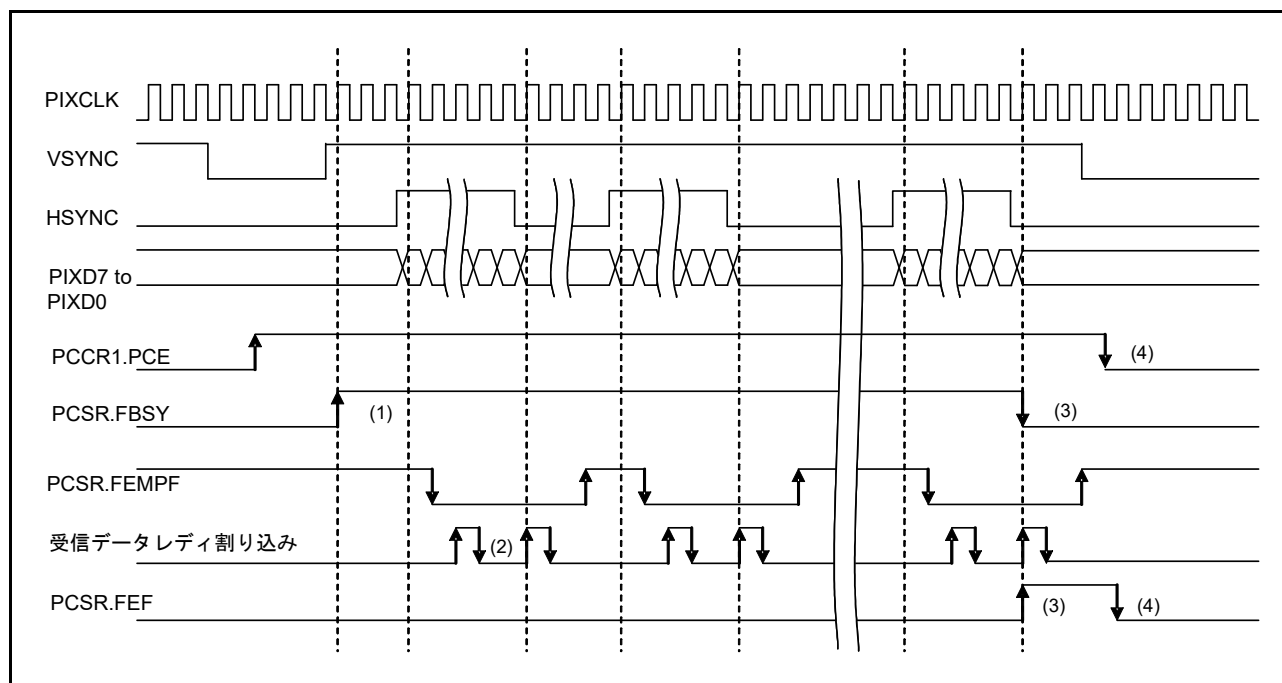 PIXCLK
VSYNC
HSYNC
PIXD7 to
PIXD0
PCCR1.PCE
(4)
PCSR.FBSY
(1)
(3)
PCSR.FEMPF
受信データレディ割り込み
(2)
PCSR.FEF
(3)
(4)